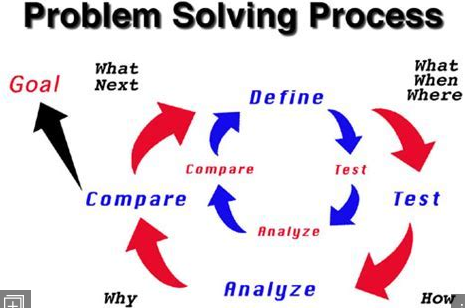 Problem Solving Process
Goal
What
Next
What
When
Where
Define
Compare
Test
Compare
Test
Analyze
Analyze
Why
How